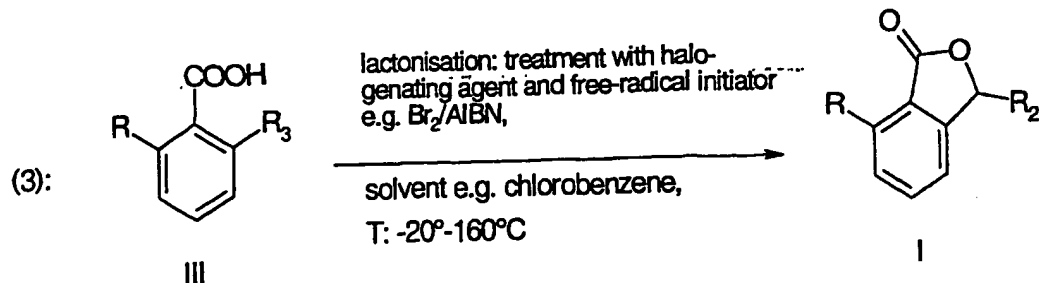 lactonisation: treatment with halo-
genating agent and free-radical initiator
e.g. Br₂/AIBN,
COOH
R
R₃
(3):
solvent e.g. chlorobenzene,
T: -20°-160°C
III
O
O
R
R₂
I